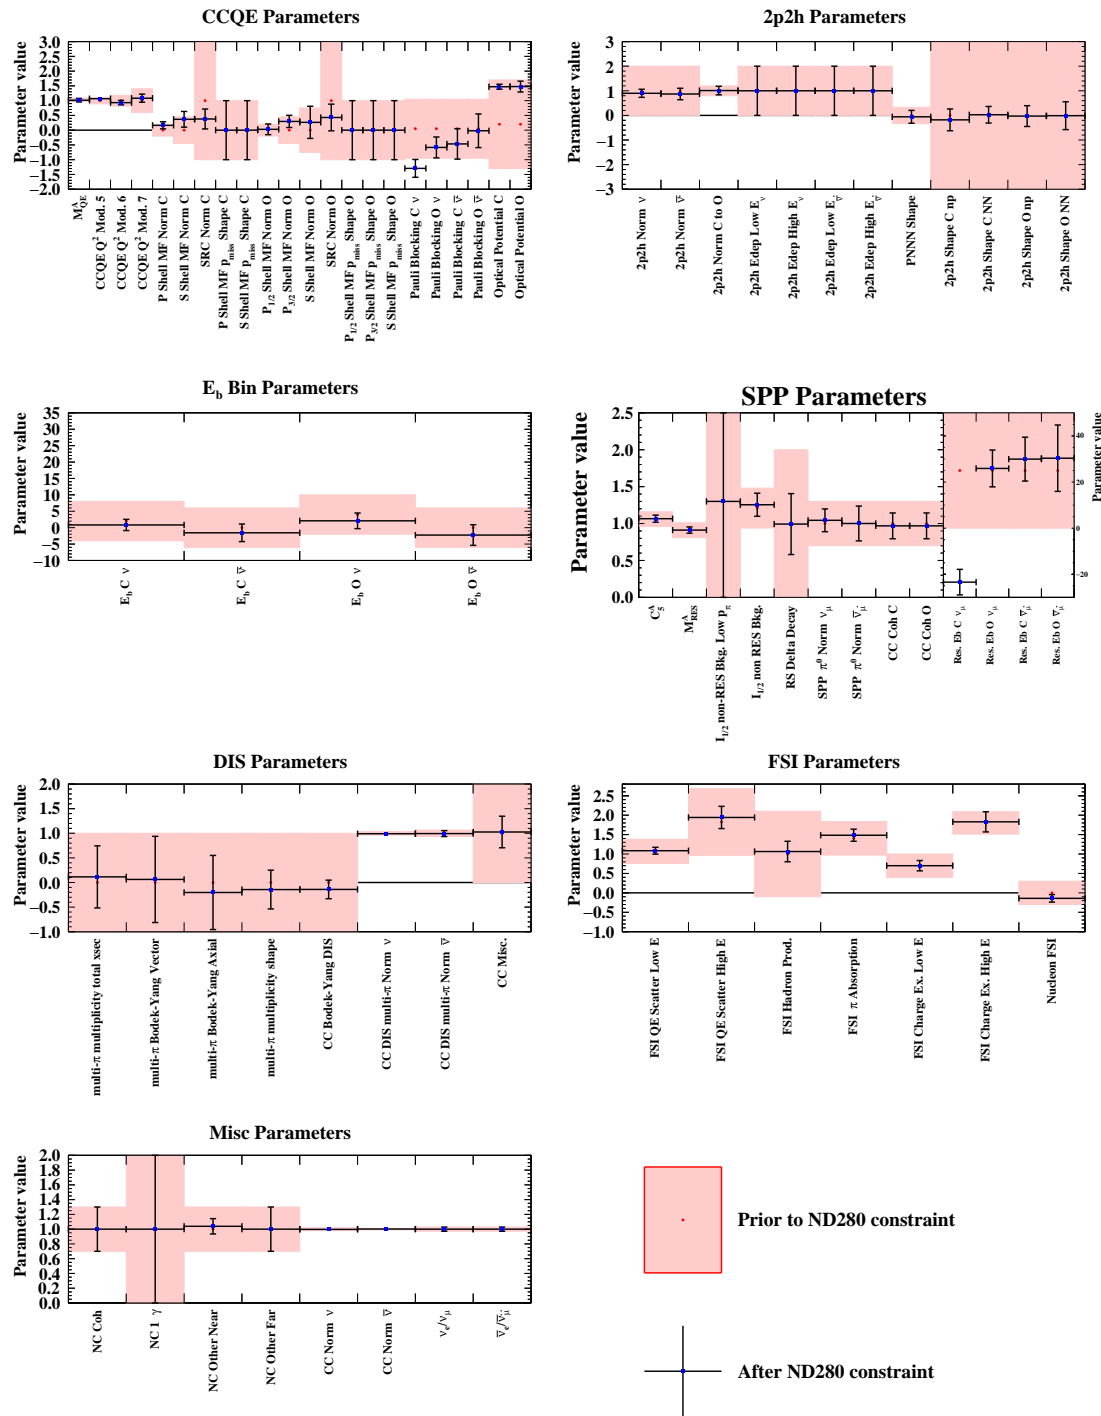 CCQE Parameters
Parameter value
3.0
2.5
2.0
1.5
1.0
0.5
0.0
−0.5
−1.0
−1.5
−2.0
M^A_QE
CCQE Q² Mod. 5
CCQE Q² Mod. 6
CCQE Q² Mod. 7
P Shell MF Norm C
S Shell MF Norm C
SRC Norm C
P Shell MF p_miss Shape C
S Shell MF p_miss Shape C
P_1/2 Shell MF Norm O
P_3/2 Shell MF Norm O
S Shell MF Norm O
SRC Norm O
P_1/2 Shell MF p_miss Shape O
P_3/2 Shell MF p_miss Shape O
S Shell MF p_miss Shape O
Pauli Blocking C ν
Pauli Blocking O ν
Pauli Blocking C ν̅
Pauli Blocking O ν̅
Optical Potential C
Optical Potential O
2p2h Parameters
Parameter value
3
2
1
0
−1
−2
−3
2p2h Norm ν
2p2h Norm ν̅
2p2h Norm C to O
2p2h Edep Low E_ν
2p2h Edep High E_ν
2p2h Edep Low E_ν̅
2p2h Edep High E_ν̅
PNNN Shape
2p2h Shape C np
2p2h Shape C NN
2p2h Shape O np
2p2h Shape O NN
E_b Bin Parameters
Parameter value
35
30
25
20
15
10
5
0
−5
−10
E_b C ν
E_b C ν̅
E_b O ν
E_b O ν̅
SPP Parameters
Parameter value
2.5
2.0
1.5
1.0
0.5
0.0
C^A_5
M^A_RES
I_1/2 non-RES Bkg. Low p_π
I_1/2 non RES Bkg.
RS Delta Decay
SPP π⁰ Norm ν_μ
SPP π⁰ Norm ν̅_μ
CC Coh C
CC Coh O
Res. Eb C ν_μ
Res. Eb O ν_μ
Res. Eb C ν̅_μ
Res. Eb O ν̅_μ
40
20
0
−20
Parameter value
DIS Parameters
Parameter value
2.0
1.5
1.0
0.5
0.0
−0.5
−1.0
multi-π multiplicity total xsec
multi-π Bodek-Yang Vector
multi-π Bodek-Yang Axial
multi-π multiplicity shape
CC Bodek-Yang DIS
CC DIS multi-π Norm ν
CC DIS multi-π Norm ν̅
CC Misc.
FSI Parameters
Parameter value
2.5
2.0
1.5
1.0
0.5
0.0
−0.5
−1.0
FSI QE Scatter Low E
FSI QE Scatter High E
FSI Hadron Prod.
FSI π Absorption
FSI Charge Ex. Low E
FSI Charge Ex. High E
Nucleon FSI
Misc Parameters
Parameter value
2.0
1.8
1.6
1.4
1.2
1.0
0.8
0.6
0.4
0.2
0.0
NC Coh
NC 1 γ
NC Other Near
NC Other Far
CC Norm ν
CC Norm ν̅
ν_e/ν_μ
ν̅_e/ν̅_μ
Prior to ND280 constraint
After ND280 constraint